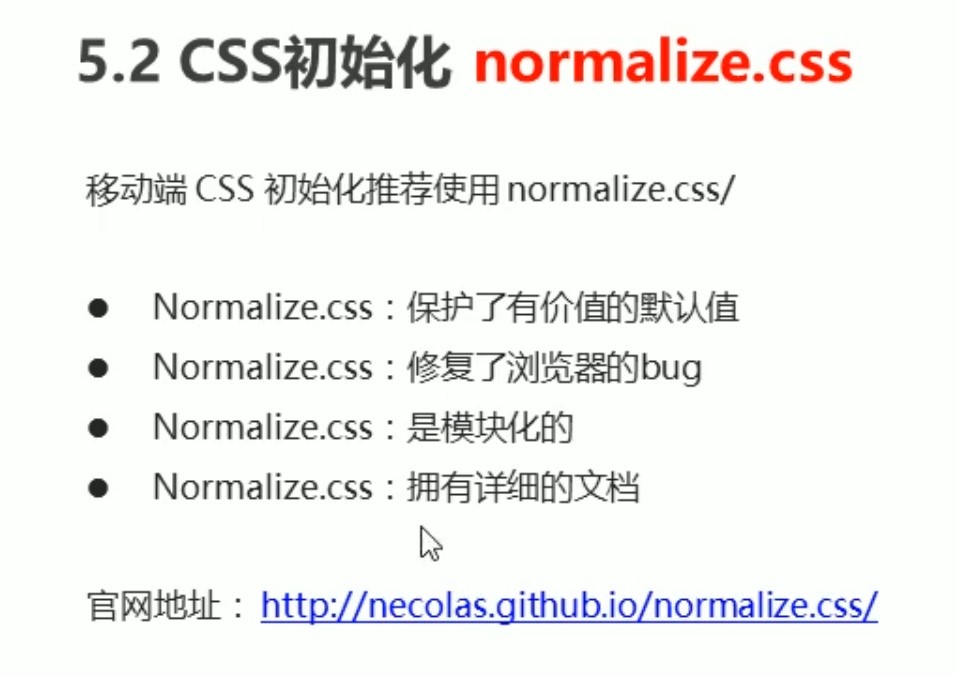 5.2 CSS初始化 normalize.css
移动端 CSS 初始化推荐使用 normalize.css/
● Normalize.css：保护了有价值的默认值
● Normalize.css：修复了浏览器的bug
● Normalize.css：是模块化的
● Normalize.css：拥有详细的文档
官网地址： http://necolas.github.io/normalize.css/